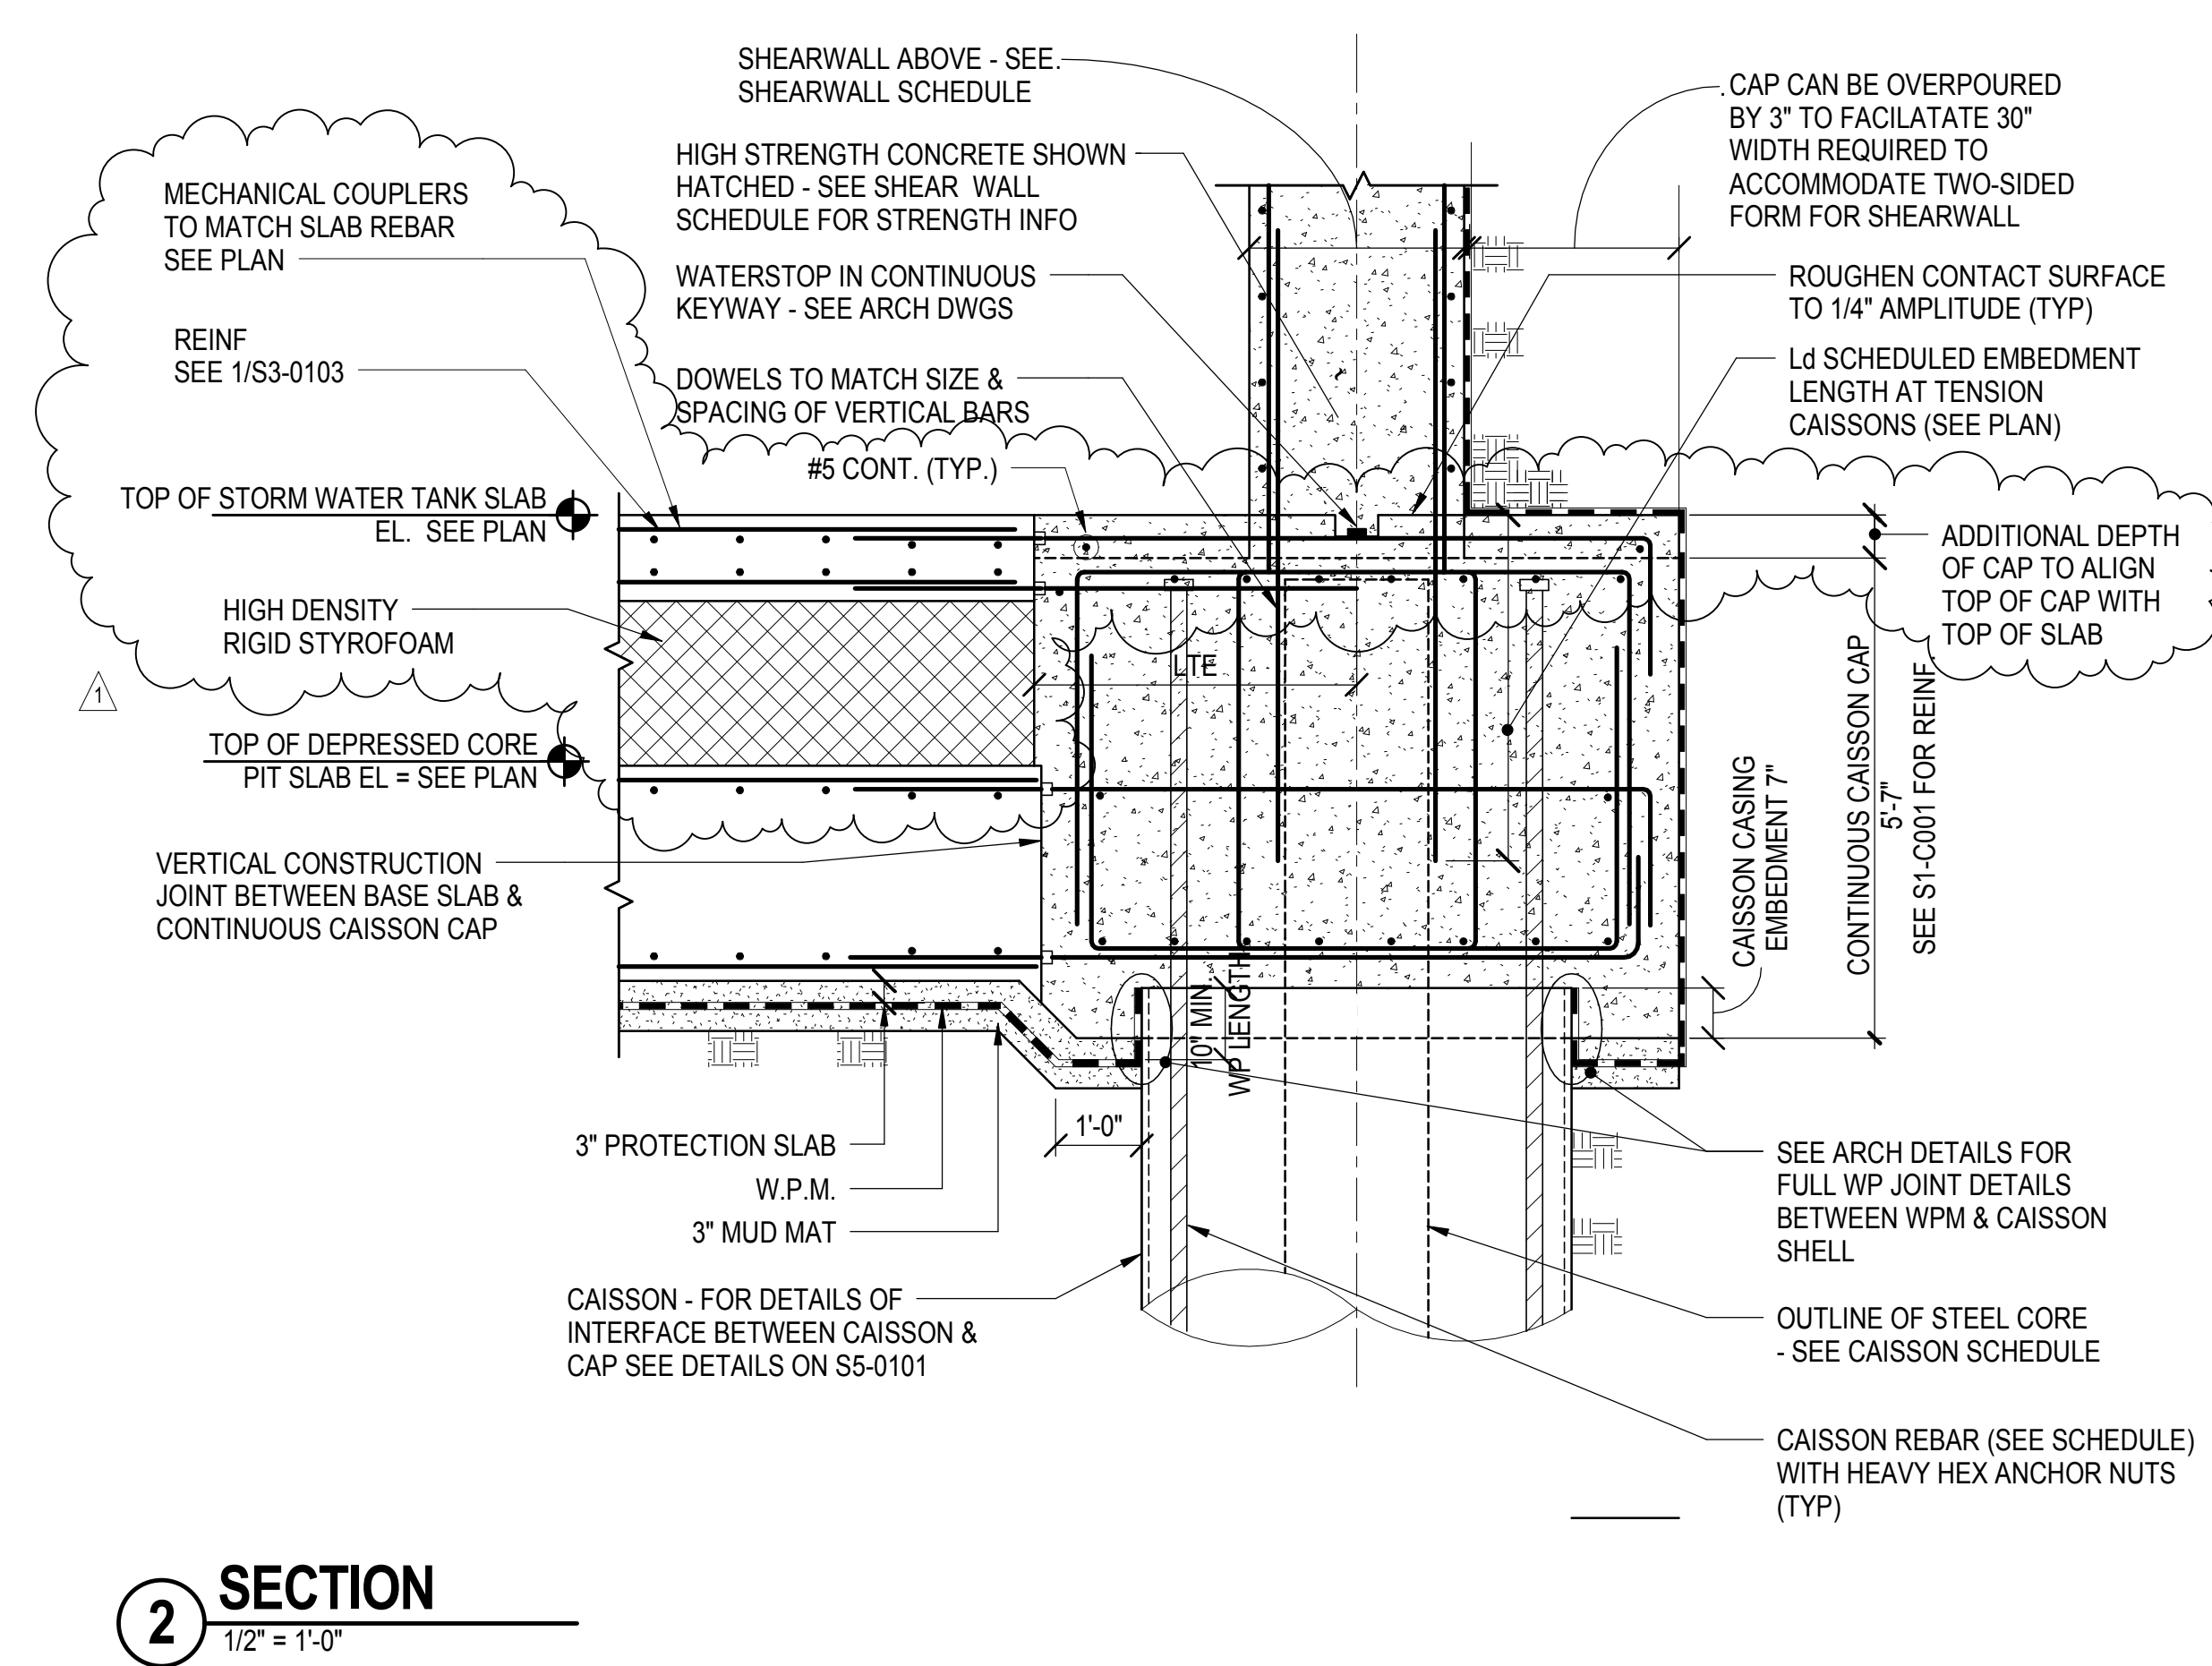 SHEARWALL ABOVE - SEE.
SHEARWALL SCHEDULE
.CAP CAN BE OVERPOURED
BY 3" TO FACILATATE 30"
WIDTH REQUIRED TO
ACCOMMODATE TWO-SIDED
FORM FOR SHEARWALL
HIGH STRENGTH CONCRETE SHOWN
HATCHED - SEE SHEAR WALL
SCHEDULE FOR STRENGTH INFO
MECHANICAL COUPLERS
TO MATCH SLAB REBAR
SEE PLAN
WATERSTOP IN CONTINUOUS
KEYWAY - SEE ARCH DWGS
ROUGHEN CONTACT SURFACE
TO 1/4" AMPLITUDE (TYP)
REINF
SEE 1/S3-0103
Ld SCHEDULED EMBEDMENT
LENGTH AT TENSION
CAISSONS (SEE PLAN)
DOWELS TO MATCH SIZE &
SPACING OF VERTICAL BARS
#5 CONT. (TYP.)
TOP OF STORM WATER TANK SLAB
EL. SEE PLAN
ADDITIONAL DEPTH
OF CAP TO ALIGN
TOP OF CAP WITH
TOP OF SLAB
HIGH DENSITY
RIGID STYROFOAM
LTE
1
TOP OF DEPRESSED CORE
PIT SLAB EL = SEE PLAN
CAISSON CASING
EMBEDMENT 7"
CONTINUOUS CAISSON CAP
5'-7"
SEE S1-C001 FOR REINF.
VERTICAL CONSTRUCTION
JOINT BETWEEN BASE SLAB &
CONTINUOUS CAISSON CAP
10" MIN.
WP LENGTH
1'-0"
3" PROTECTION SLAB
W.P.M.
3" MUD MAT
SEE ARCH DETAILS FOR
FULL WP JOINT DETAILS
BETWEEN WPM & CAISSON
SHELL
CAISSON - FOR DETAILS OF
INTERFACE BETWEEN CAISSON &
CAP SEE DETAILS ON S5-0101
OUTLINE OF STEEL CORE
- SEE CAISSON SCHEDULE
CAISSON REBAR (SEE SCHEDULE)
WITH HEAVY HEX ANCHOR NUTS
(TYP)
2
SECTION
1/2" = 1'-0"